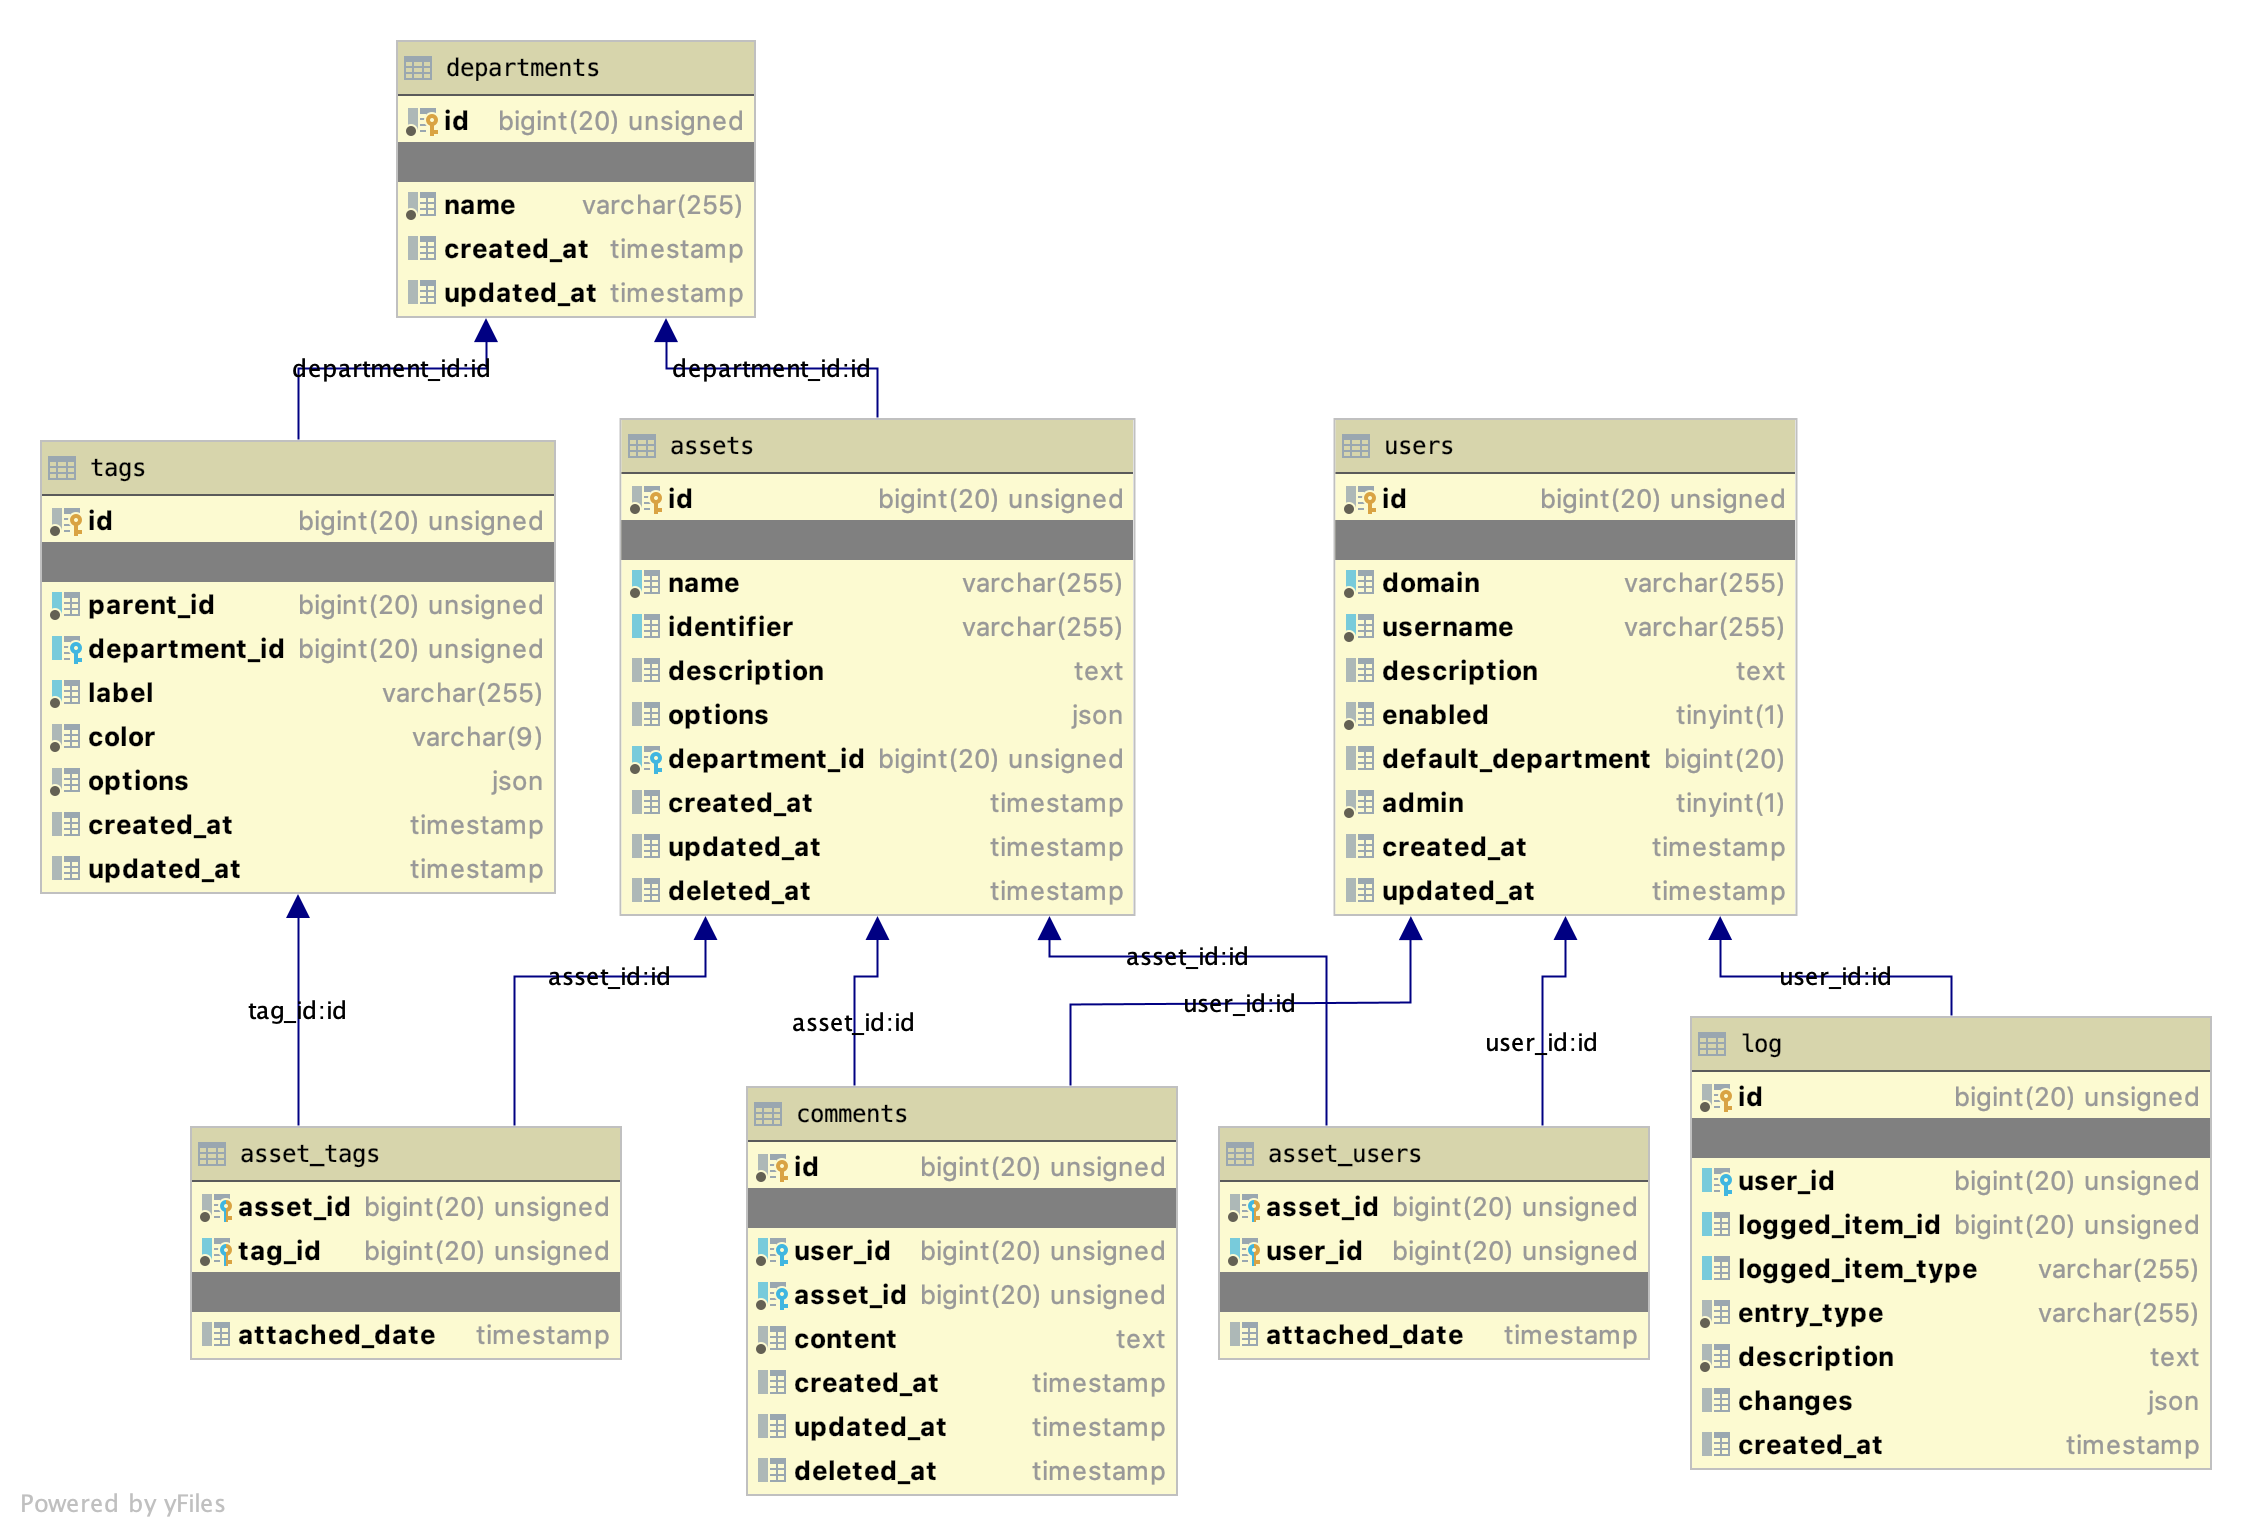 departments
id bigint(20) unsigned
name varchar(255)
created_at timestamp
updated_at timestamp
department_id:id
department_id:id
tags
id bigint(20) unsigned
parent_id bigint(20) unsigned
department_id bigint(20) unsigned
label varchar(255)
color varchar(9)
options json
created_at timestamp
updated_at timestamp
assets
id bigint(20) unsigned
name varchar(255)
identifier varchar(255)
description text
options json
department_id bigint(20) unsigned
created_at timestamp
updated_at timestamp
deleted_at timestamp
users
id bigint(20) unsigned
domain varchar(255)
username varchar(255)
description text
enabled tinyint(1)
default_department bigint(20)
admin tinyint(1)
created_at timestamp
updated_at timestamp
tag_id:id
asset_id:id
asset_id:id
asset_id:id
user_id:id
user_id:id
user_id:id
asset_tags
asset_id bigint(20) unsigned
tag_id bigint(20) unsigned
attached_date timestamp
comments
id bigint(20) unsigned
user_id bigint(20) unsigned
asset_id bigint(20) unsigned
content text
created_at timestamp
updated_at timestamp
deleted_at timestamp
asset_users
asset_id bigint(20) unsigned
user_id bigint(20) unsigned
attached_date timestamp
log
id bigint(20) unsigned
user_id bigint(20) unsigned
logged_item_id bigint(20) unsigned
logged_item_type varchar(255)
entry_type varchar(255)
description text
changes json
created_at timestamp
Powered by yFiles